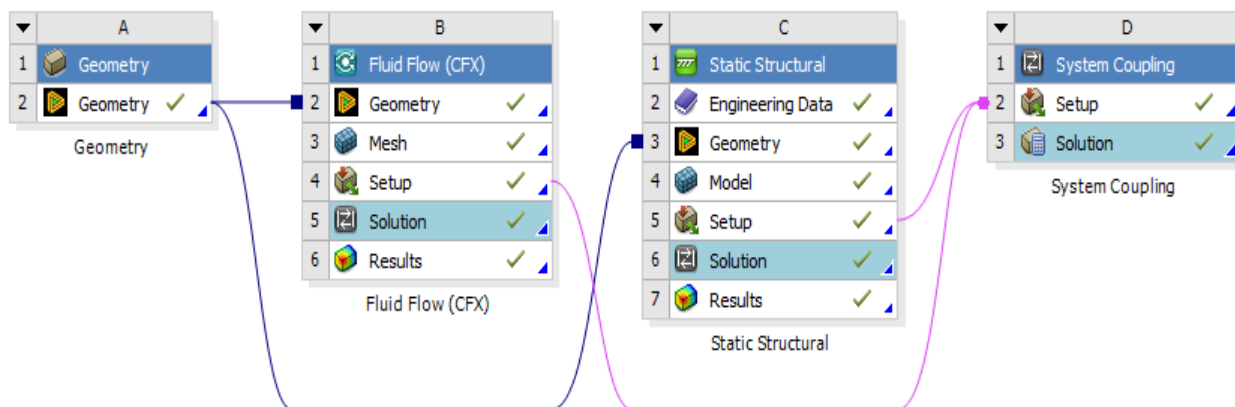 A
1 Geometry
2 Geometry
Geometry
B
1 Fluid Flow (CFX)
2 Geometry
3 Mesh
4 Setup
5 Solution
6 Results
Fluid Flow (CFX)
C
1 Static Structural
2 Engineering Data
3 Geometry
4 Model
5 Setup
6 Solution
7 Results
Static Structural
D
1 System Coupling
2 Setup
3 Solution
System Coupling